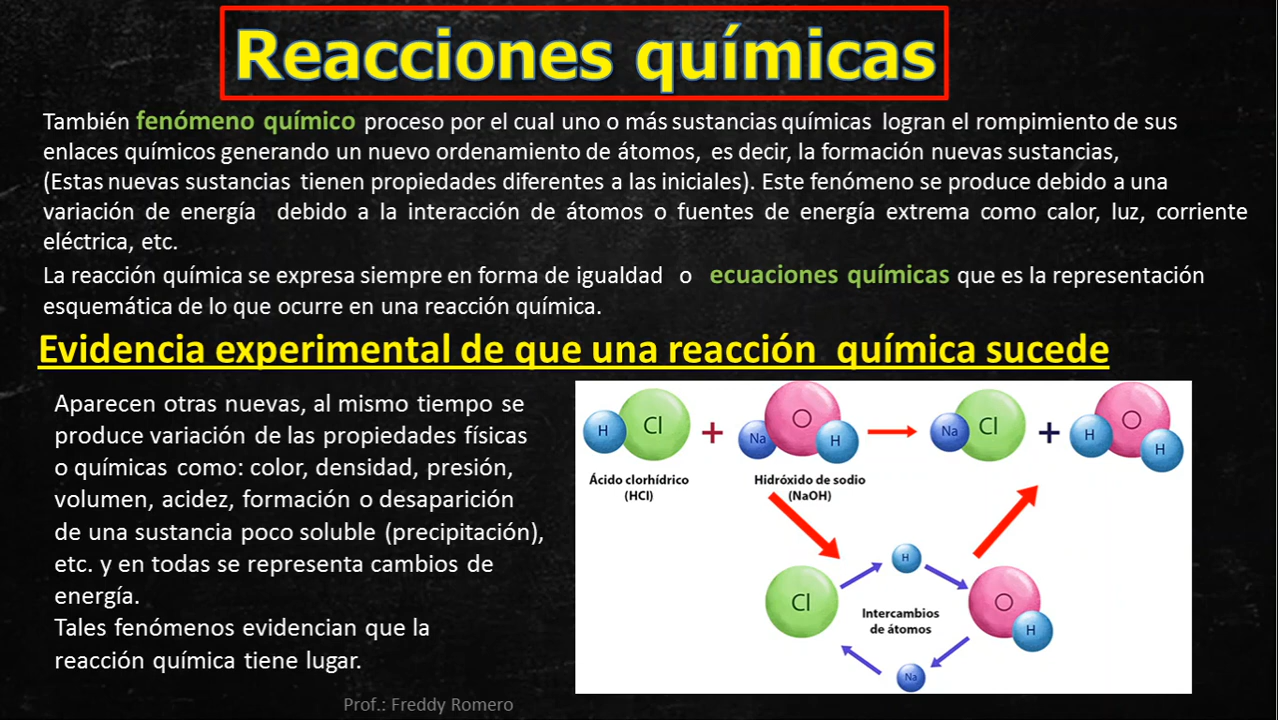 Reacciones químicas
También fenómeno químico proceso por el cual uno o más sustancias químicas logran el rompimiento de sus
enlaces químicos generando un nuevo ordenamiento de átomos, es decir, la formación nuevas sustancias,
(Estas nuevas sustancias tienen propiedades diferentes a las iniciales). Este fenómeno se produce debido a una
variación de energía debido a la interacción de átomos o fuentes de energía extrema como calor, luz, corriente
eléctrica, etc.
La reacción química se expresa siempre en forma de igualdad o ecuaciones químicas que es la representación
esquemática de lo que ocurre en una reacción química.
Evidencia experimental de que una reacción química sucede
Aparecen otras nuevas, al mismo tiempo se
produce variación de las propiedades físicas
o químicas como: color, densidad, presión,
volumen, acidez, formación o desaparición
de una sustancia poco soluble (precipitación),
etc. y en todas se representa cambios de
energía.
Tales fenómenos evidencian que la
reacción química tiene lugar.
H Cl + Na O H Na Cl + H O H
Ácido clorhídrico
(HCl)
Hidróxido de sodio
(NaOH)
H
Cl
O
H
Intercambios
de átomos
Na
Prof.: Freddy Romero